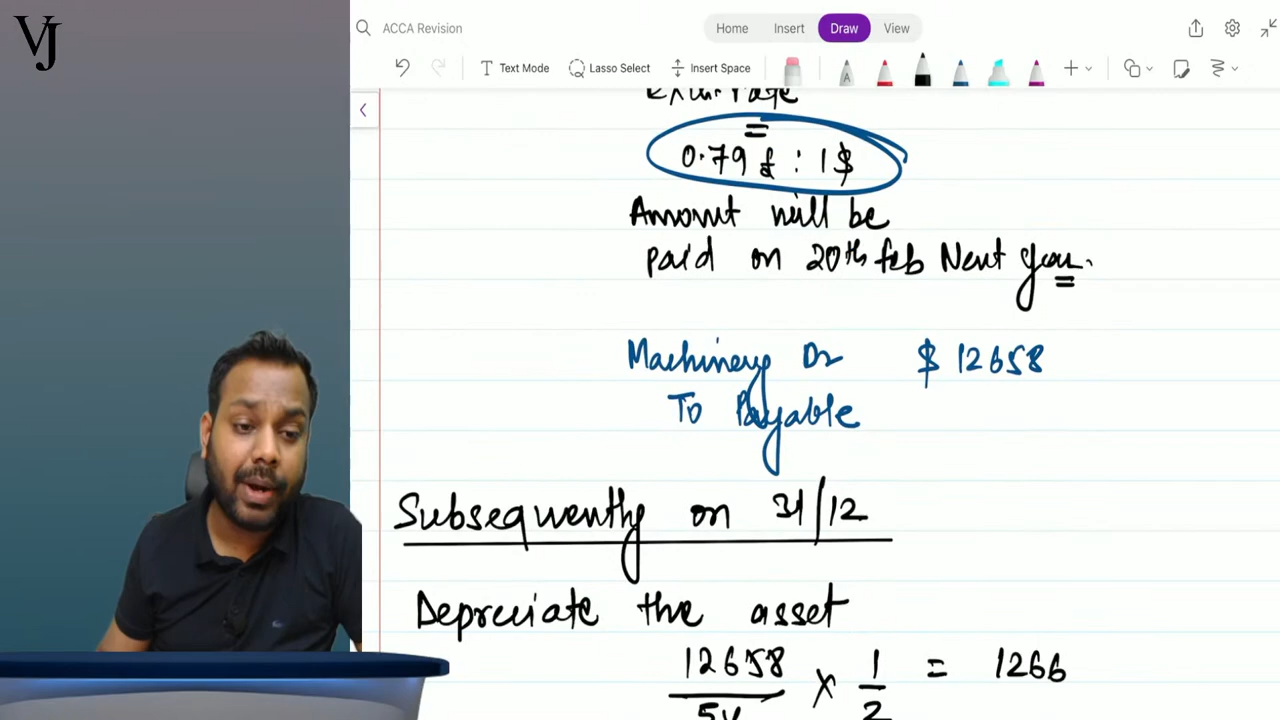 VJ
ACCA Revision
Home Insert Draw View
Text Mode Lasso Select Insert Space
0.79 £ : 1 $
Amount will be
paid on 20th feb Next year.
Machinery Dr $ 12658
To Payable
Subsequently on 31/12
Depreciate the asset
12658 × 1 = 1266
2